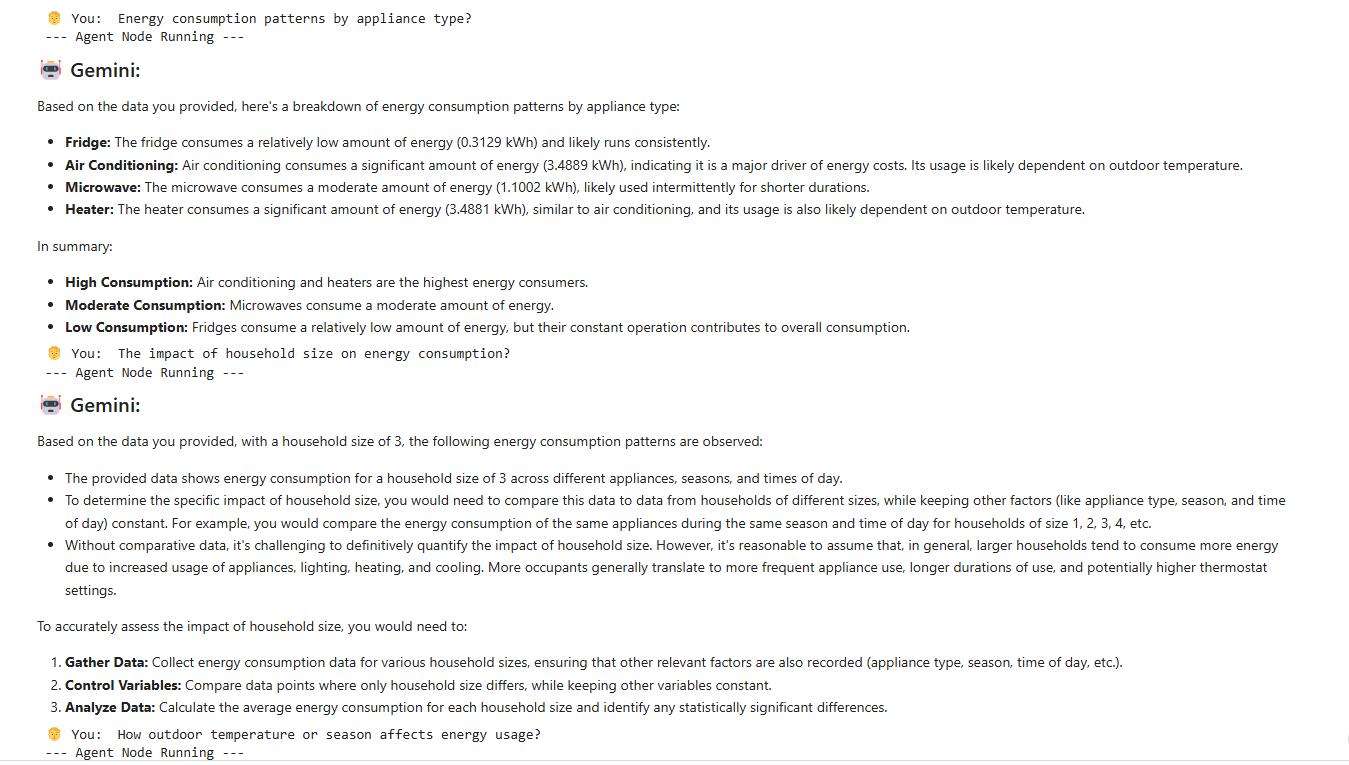 You:  Energy consumption patterns by appliance type?
--- Agent Node Running ---
Gemini:
Based on the data you provided, here's a breakdown of energy consumption patterns by appliance type:
• Fridge: The fridge consumes a relatively low amount of energy (0.3129 kWh) and likely runs consistently.
• Air Conditioning: Air conditioning consumes a significant amount of energy (3.4889 kWh), indicating it is a major driver of energy costs. Its usage is likely dependent on outdoor temperature.
• Microwave: The microwave consumes a moderate amount of energy (1.1002 kWh), likely used intermittently for shorter durations.
• Heater: The heater consumes a significant amount of energy (3.4881 kWh), similar to air conditioning, and its usage is also likely dependent on outdoor temperature.
In summary:
• High Consumption: Air conditioning and heaters are the highest energy consumers.
• Moderate Consumption: Microwaves consume a moderate amount of energy.
• Low Consumption: Fridges consume a relatively low amount of energy, but their constant operation contributes to overall consumption.
You:  The impact of household size on energy consumption?
--- Agent Node Running ---
Gemini:
Based on the data you provided, with a household size of 3, the following energy consumption patterns are observed:
• The provided data shows energy consumption for a household size of 3 across different appliances, seasons, and times of day.
• To determine the specific impact of household size, you would need to compare this data to data from households of different sizes, while keeping other factors (like appliance type, season, and time
of day) constant. For example, you would compare the energy consumption of the same appliances during the same season and time of day for households of size 1, 2, 3, 4, etc.
• Without comparative data, it's challenging to definitively quantify the impact of household size. However, it's reasonable to assume that, in general, larger households tend to consume more energy
due to increased usage of appliances, lighting, heating, and cooling. More occupants generally translate to more frequent appliance use, longer durations of use, and potentially higher thermostat
settings.
To accurately assess the impact of household size, you would need to:
1. Gather Data: Collect energy consumption data for various household sizes, ensuring that other relevant factors are also recorded (appliance type, season, time of day, etc.).
2. Control Variables: Compare data points where only household size differs, while keeping other variables constant.
3. Analyze Data: Calculate the average energy consumption for each household size and identify any statistically significant differences.
You:  How outdoor temperature or season affects energy usage?
--- Agent Node Running ---